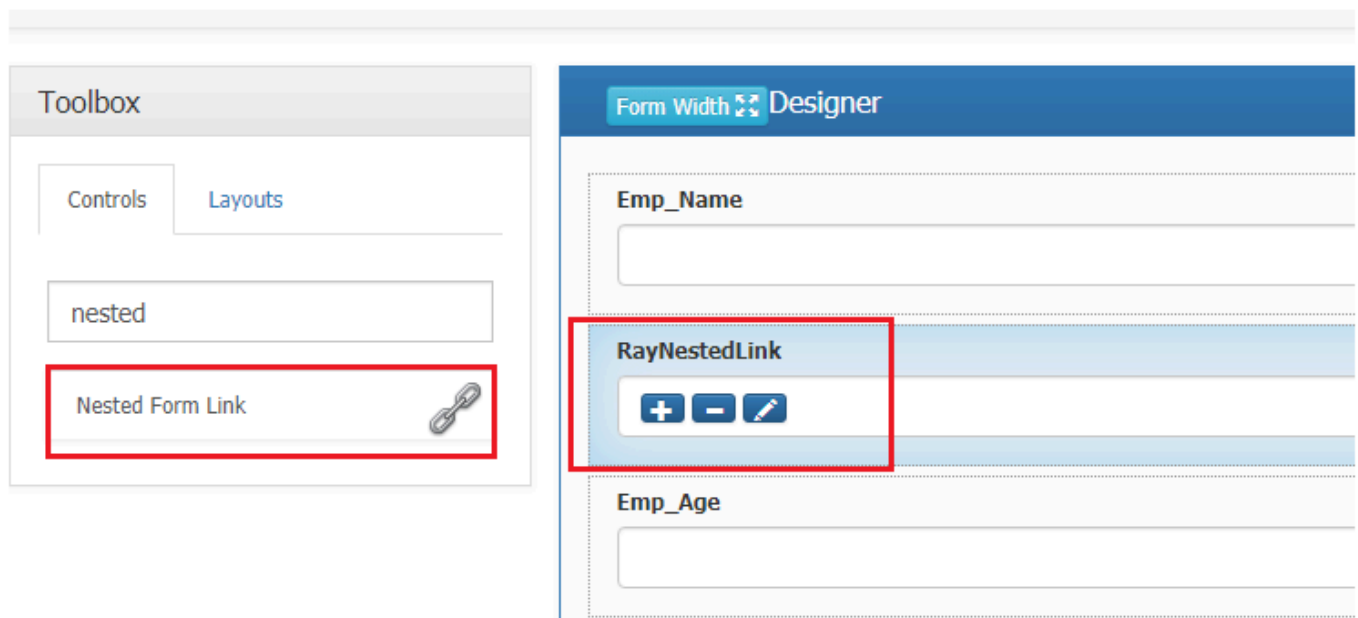 Toolbox
Controls Layouts
nested
Nested Form Link
Form Width Designer
Emp_Name
RayNestedLink
Emp_Age